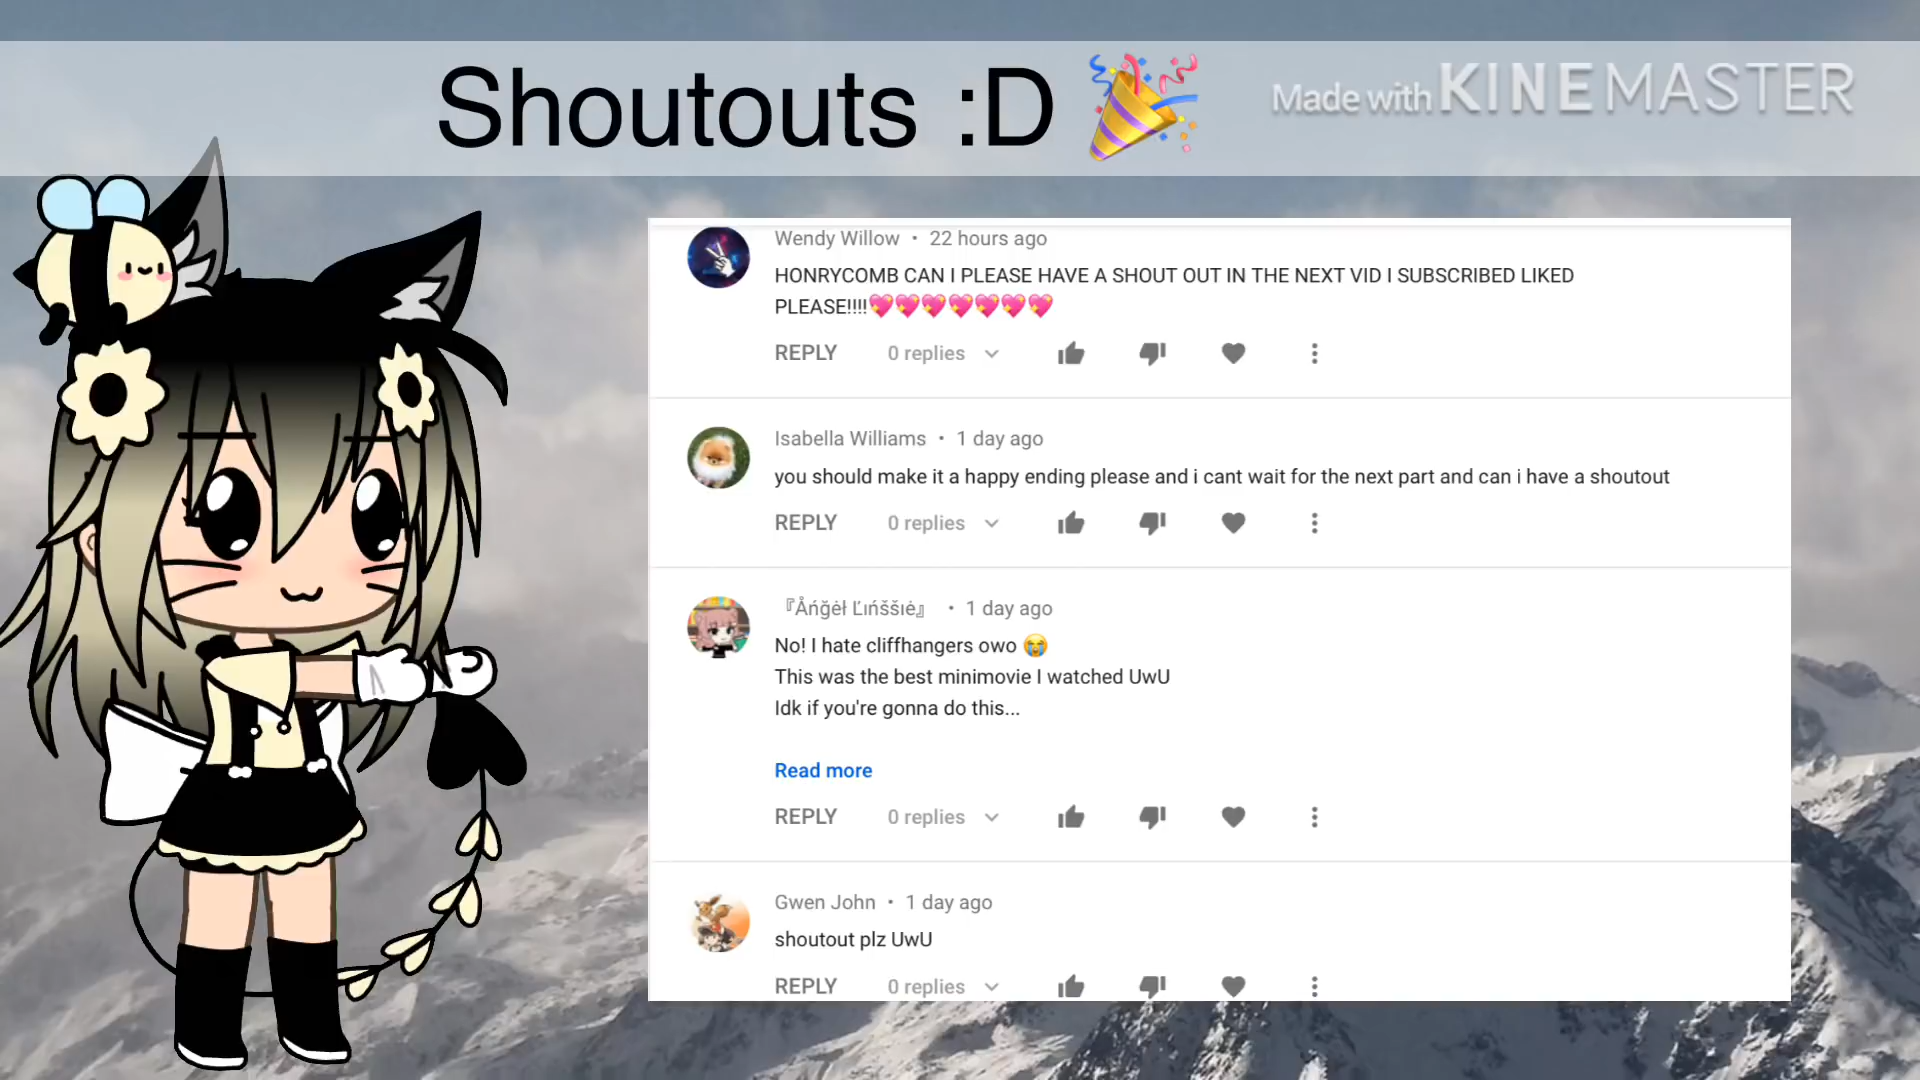 Shoutouts :D 🎉
Made with KINEMASTER
Wendy Willow • 22 hours ago
HONRYCOMB CAN I PLEASE HAVE A SHOUT OUT IN THE NEXT VID I SUBSCRIBED LIKED
PLEASE!!!!💖💖💖💖💖💖💖
REPLY 0 replies
Isabella Williams • 1 day ago
you should make it a happy ending please and i cant wait for the next part and can i have a shoutout
REPLY 0 replies
『Åńğėł Ľıńššıė』 • 1 day ago
No! I hate cliffhangers owo 😭
This was the best minimovie I watched UwU
Idk if you're gonna do this...
Read more
REPLY 0 replies
Gwen John • 1 day ago
shoutout plz UwU
REPLY 0 replies